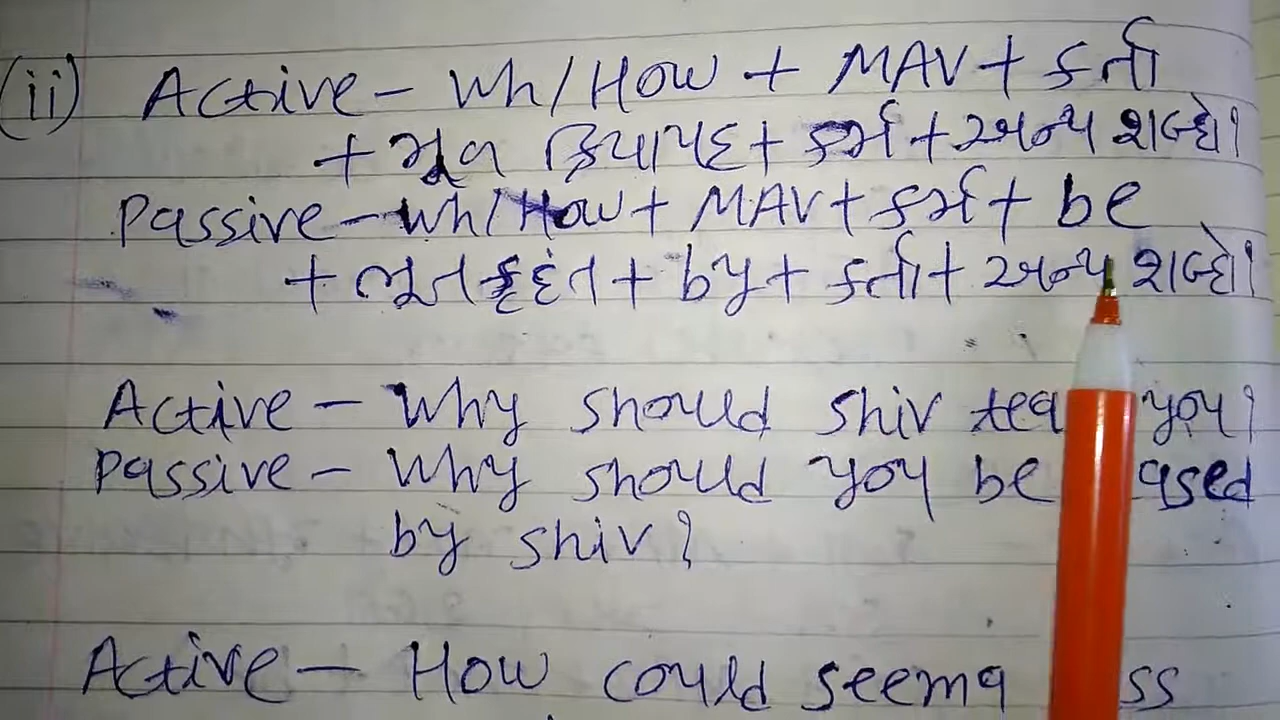 (ii) Active - Wh/How + MAV + કર્તા
+ મૂળ ક્રિયાપદ + કર્મ + અન્ય શબ્દો?
Passive - Wh/How + MAV + કર્મ + be
+ ભૂતકૃદંત + by + કર્તા + અન્ય શબ્દો?
Active - Why should shiv you?
Passive - Why should you be
by shiv?
Active - How could seema